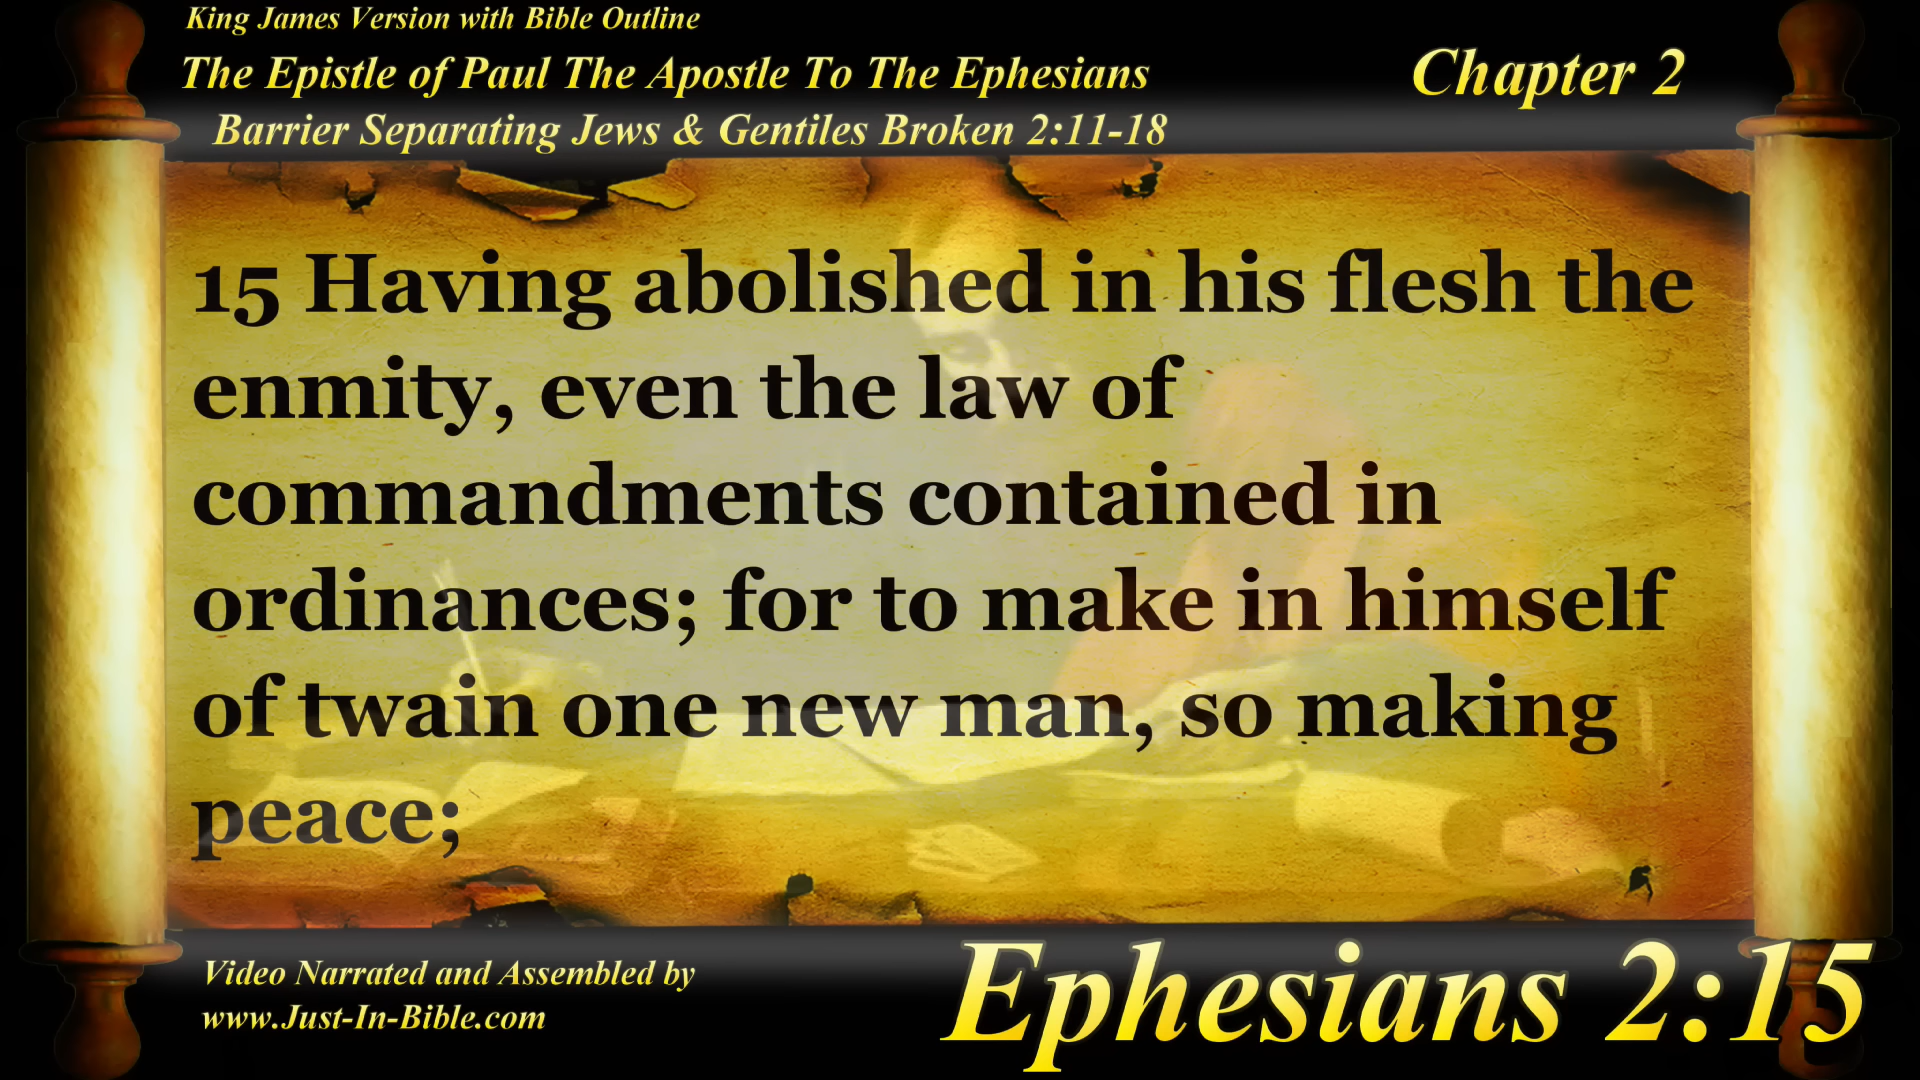 King James Version with Bible Outline
The Epistle of Paul The Apostle To The Ephesians
Chapter 2
Barrier Separating Jews & Gentiles Broken 2:11-18
15 Having abolished in his flesh the
enmity, even the law of
commandments contained in
ordinances; for to make in himself
of twain one new man, so making
peace;
Video Narrated and Assembled by
www.Just-In-Bible.com
Ephesians 2:15